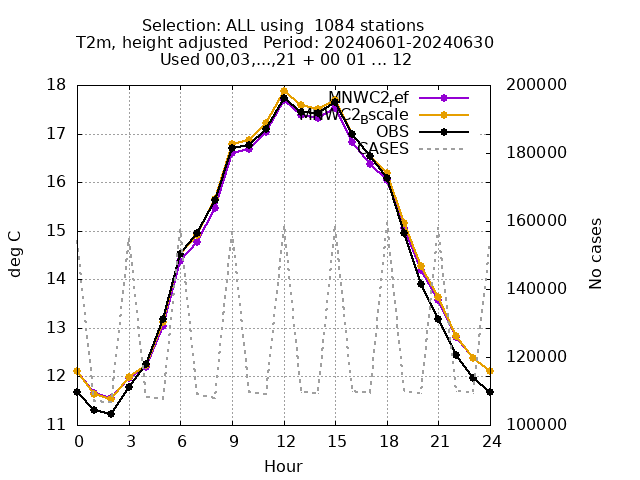 Selection: ALL using  1084 stations
T2m, height adjusted   Period: 20240601-20240630
Used 00,03,...,21 + 00 01 ... 12
18
17
16
15
14
13
12
11
200000
180000
160000
140000
120000
100000
MNWC2ref
WC2Bscale
OBS
CASES
deg C
No cases
0 3 6 9 12 15 18 21 24
Hour